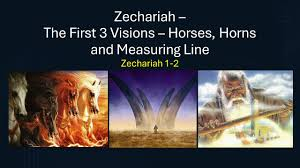 Zechariah –
The First 3 Visions – Horses, Horns
and Measuring Line
Zechariah 1-2